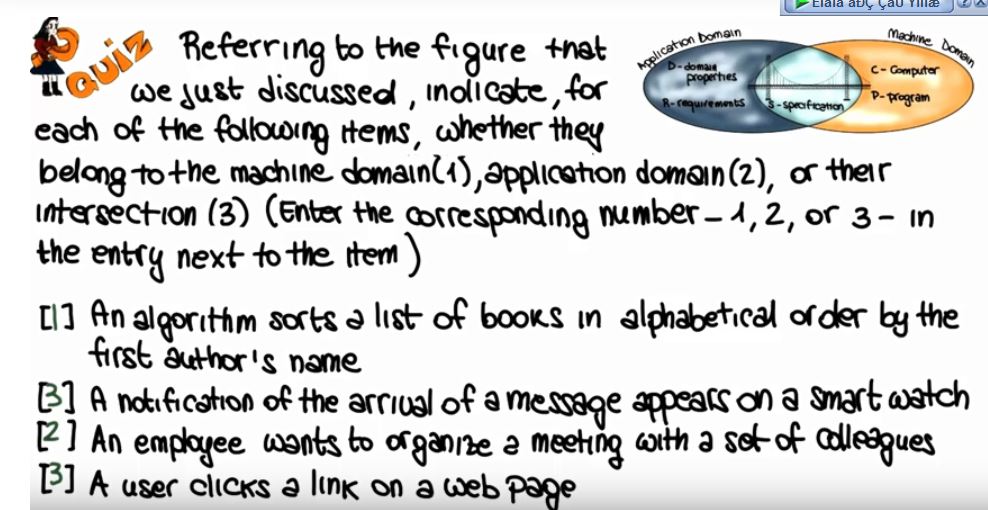 QUIZ
Referring to the figure that
we just discussed, indicate, for
each of the following items, whether they
belong to the machine domain(1), application domain (2), or their
intersection (3) (Enter the corresponding number – 1, 2, or 3 – in
the entry next to the item)
Application Domain
Machine Domain
D- domain
properties
R- requirements
S- specification
C- Computer
P- program
[1] An algorithm sorts a list of books in alphabetical order by the
first author's name
[3] A notification of the arrival of a message appears on a smart watch
[2] An employee wants to organize a meeting with a set of colleagues
[3] A user clicks a link on a web page